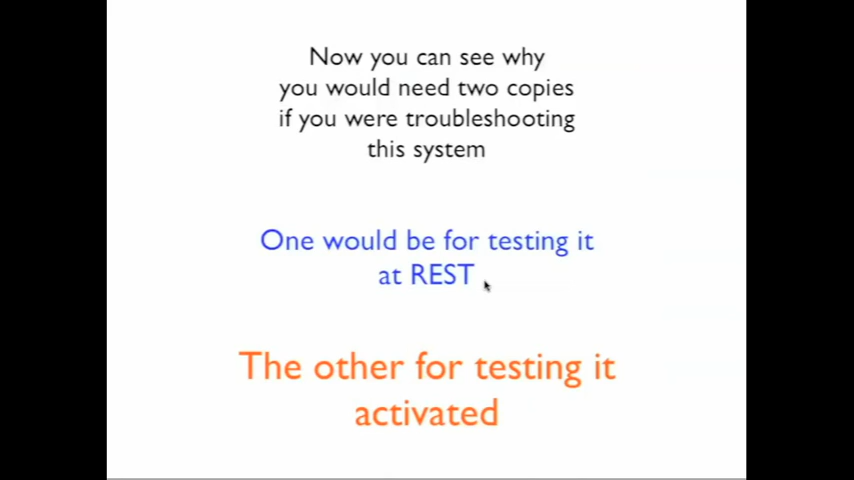 Now you can see why
you would need two copies
if you were troubleshooting
this system
One would be for testing it
at REST
The other for testing it
activated